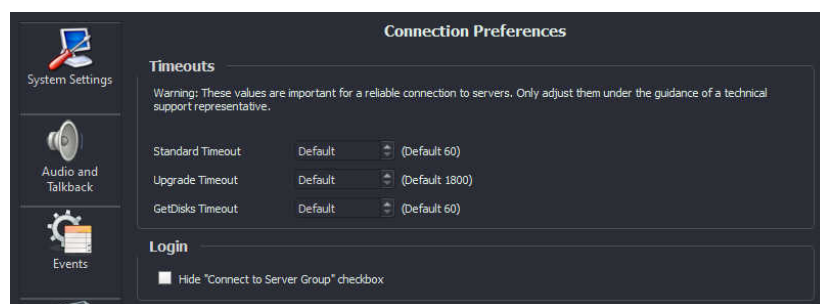 Connection Preferences
System Settings
Timeouts
Warning: These values are important for a reliable connection to servers. Only adjust them under the guidance of a technical
support representative.
Standard Timeout Default (Default 60)
Audio and
Talkback
Upgrade Timeout Default (Default 1800)
GetDisks Timeout Default (Default 60)
Events
Login
Hide "Connect to Server Group" checkbox